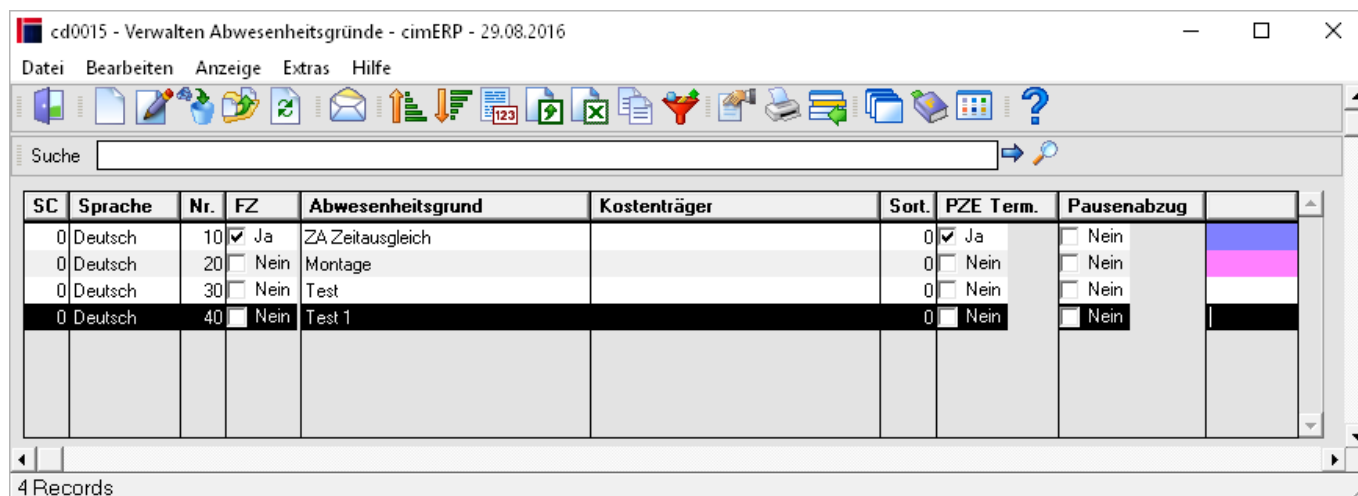 cd0015 - Verwalten Abwesenheitsgründe - cimERP - 29.08.2016
Datei Bearbeiten Anzeige Extras Hilfe
123
Suche
SC Sprache Nr. FZ Abwesenheitsgrund Kostenträger Sort. PZE Term. Pausenabzug
0 Deutsch 10 Ja ZA Zeitausgleich 0 Ja Nein
0 Deutsch 20 Nein Montage 0 Nein Nein
0 Deutsch 30 Nein Test 0 Nein Nein
0 Deutsch 40 Nein Test 1 0 Nein Nein
4 Records